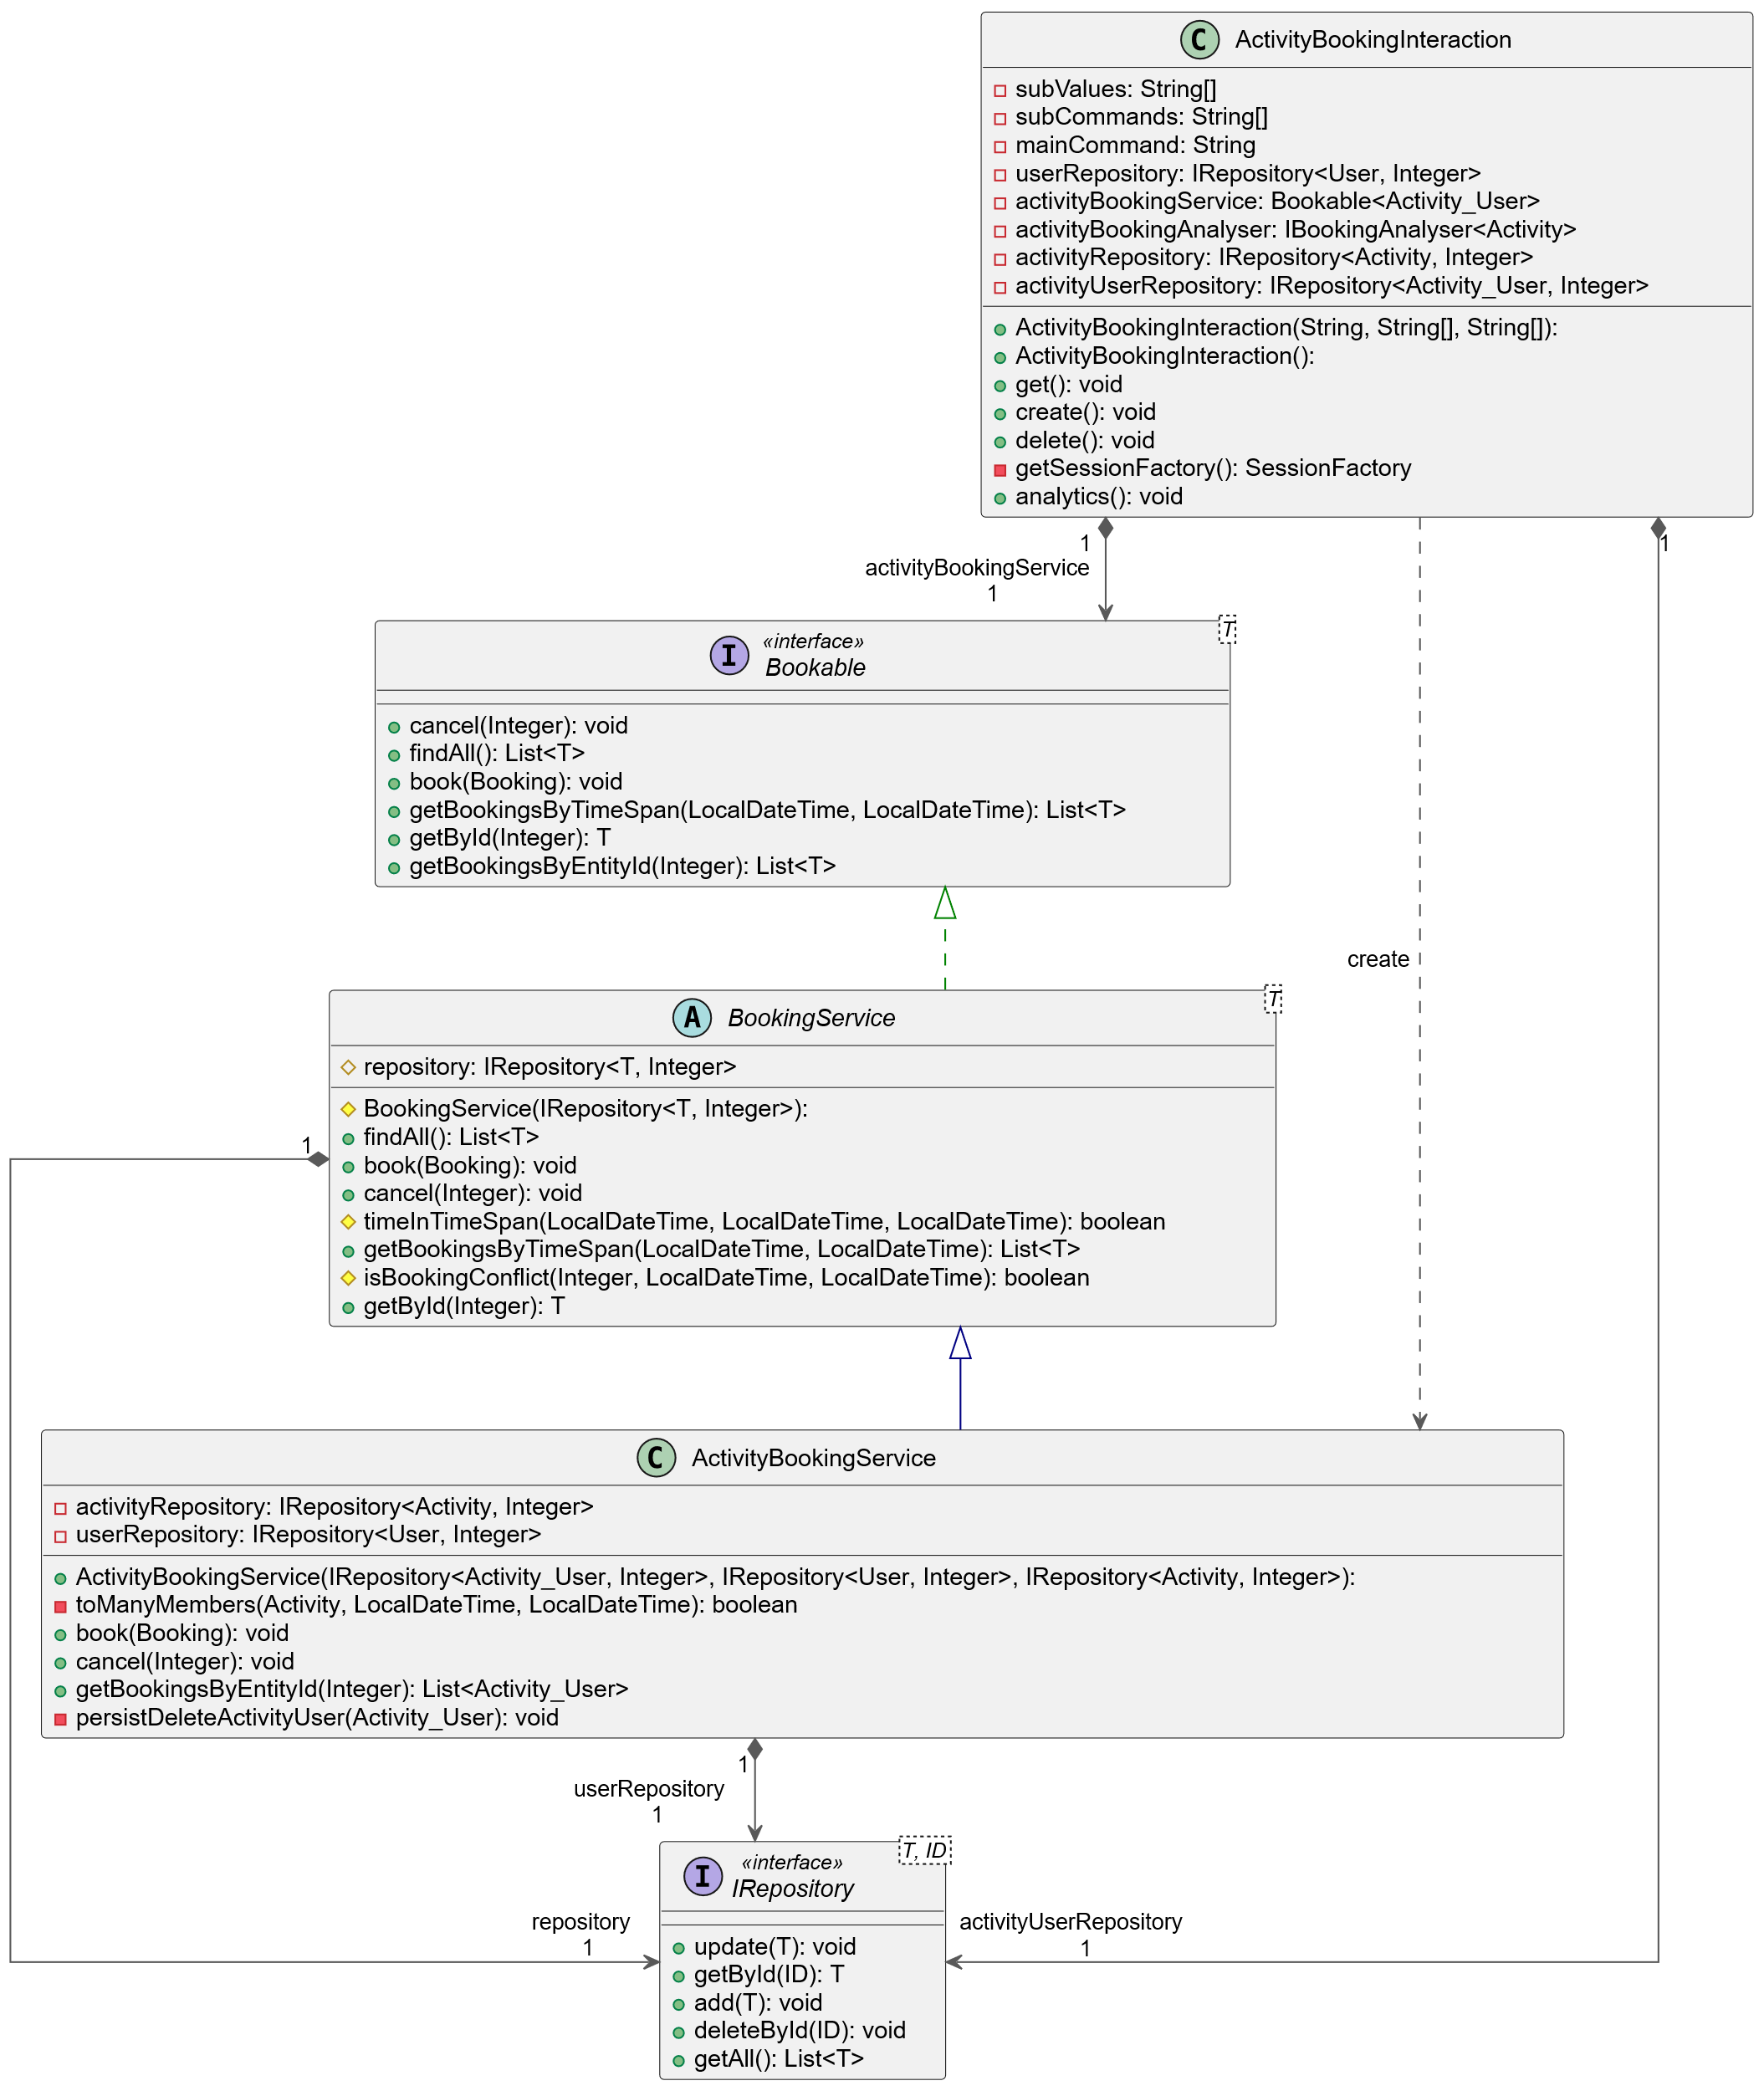 C ActivityBookingInteraction
subValues: String[]
subCommands: String[]
mainCommand: String
userRepository: IRepository<User, Integer>
activityBookingService: Bookable<Activity_User>
activityBookingAnalyser: IBookingAnalyser<Activity>
activityRepository: IRepository<Activity, Integer>
activityUserRepository: IRepository<Activity_User, Integer>
ActivityBookingInteraction(String, String[], String[]):
ActivityBookingInteraction():
get(): void
create(): void
delete(): void
getSessionFactory(): SessionFactory
analytics(): void
1
1
activityBookingService
1
T
I
«interface»
Bookable
cancel(Integer): void
findAll(): List<T>
book(Booking): void
getBookingsByTimeSpan(LocalDateTime, LocalDateTime): List<T>
getById(Integer): T
getBookingsByEntityId(Integer): List<T>
create
T
A BookingService
repository: IRepository<T, Integer>
BookingService(IRepository<T, Integer>):
findAll(): List<T>
book(Booking): void
cancel(Integer): void
timeInTimeSpan(LocalDateTime, LocalDateTime, LocalDateTime): boolean
getBookingsByTimeSpan(LocalDateTime, LocalDateTime): List<T>
isBookingConflict(Integer, LocalDateTime, LocalDateTime): boolean
getById(Integer): T
1
C ActivityBookingService
activityRepository: IRepository<Activity, Integer>
userRepository: IRepository<User, Integer>
ActivityBookingService(IRepository<Activity_User, Integer>, IRepository<User, Integer>, IRepository<Activity, Integer>):
toManyMembers(Activity, LocalDateTime, LocalDateTime): boolean
book(Booking): void
cancel(Integer): void
getBookingsByEntityId(Integer): List<Activity_User>
persistDeleteActivityUser(Activity_User): void
1
userRepository
1
T, ID
I
«interface»
IRepository
update(T): void
getById(ID): T
add(T): void
deleteById(ID): void
getAll(): List<T>
repository
1
activityUserRepository
1